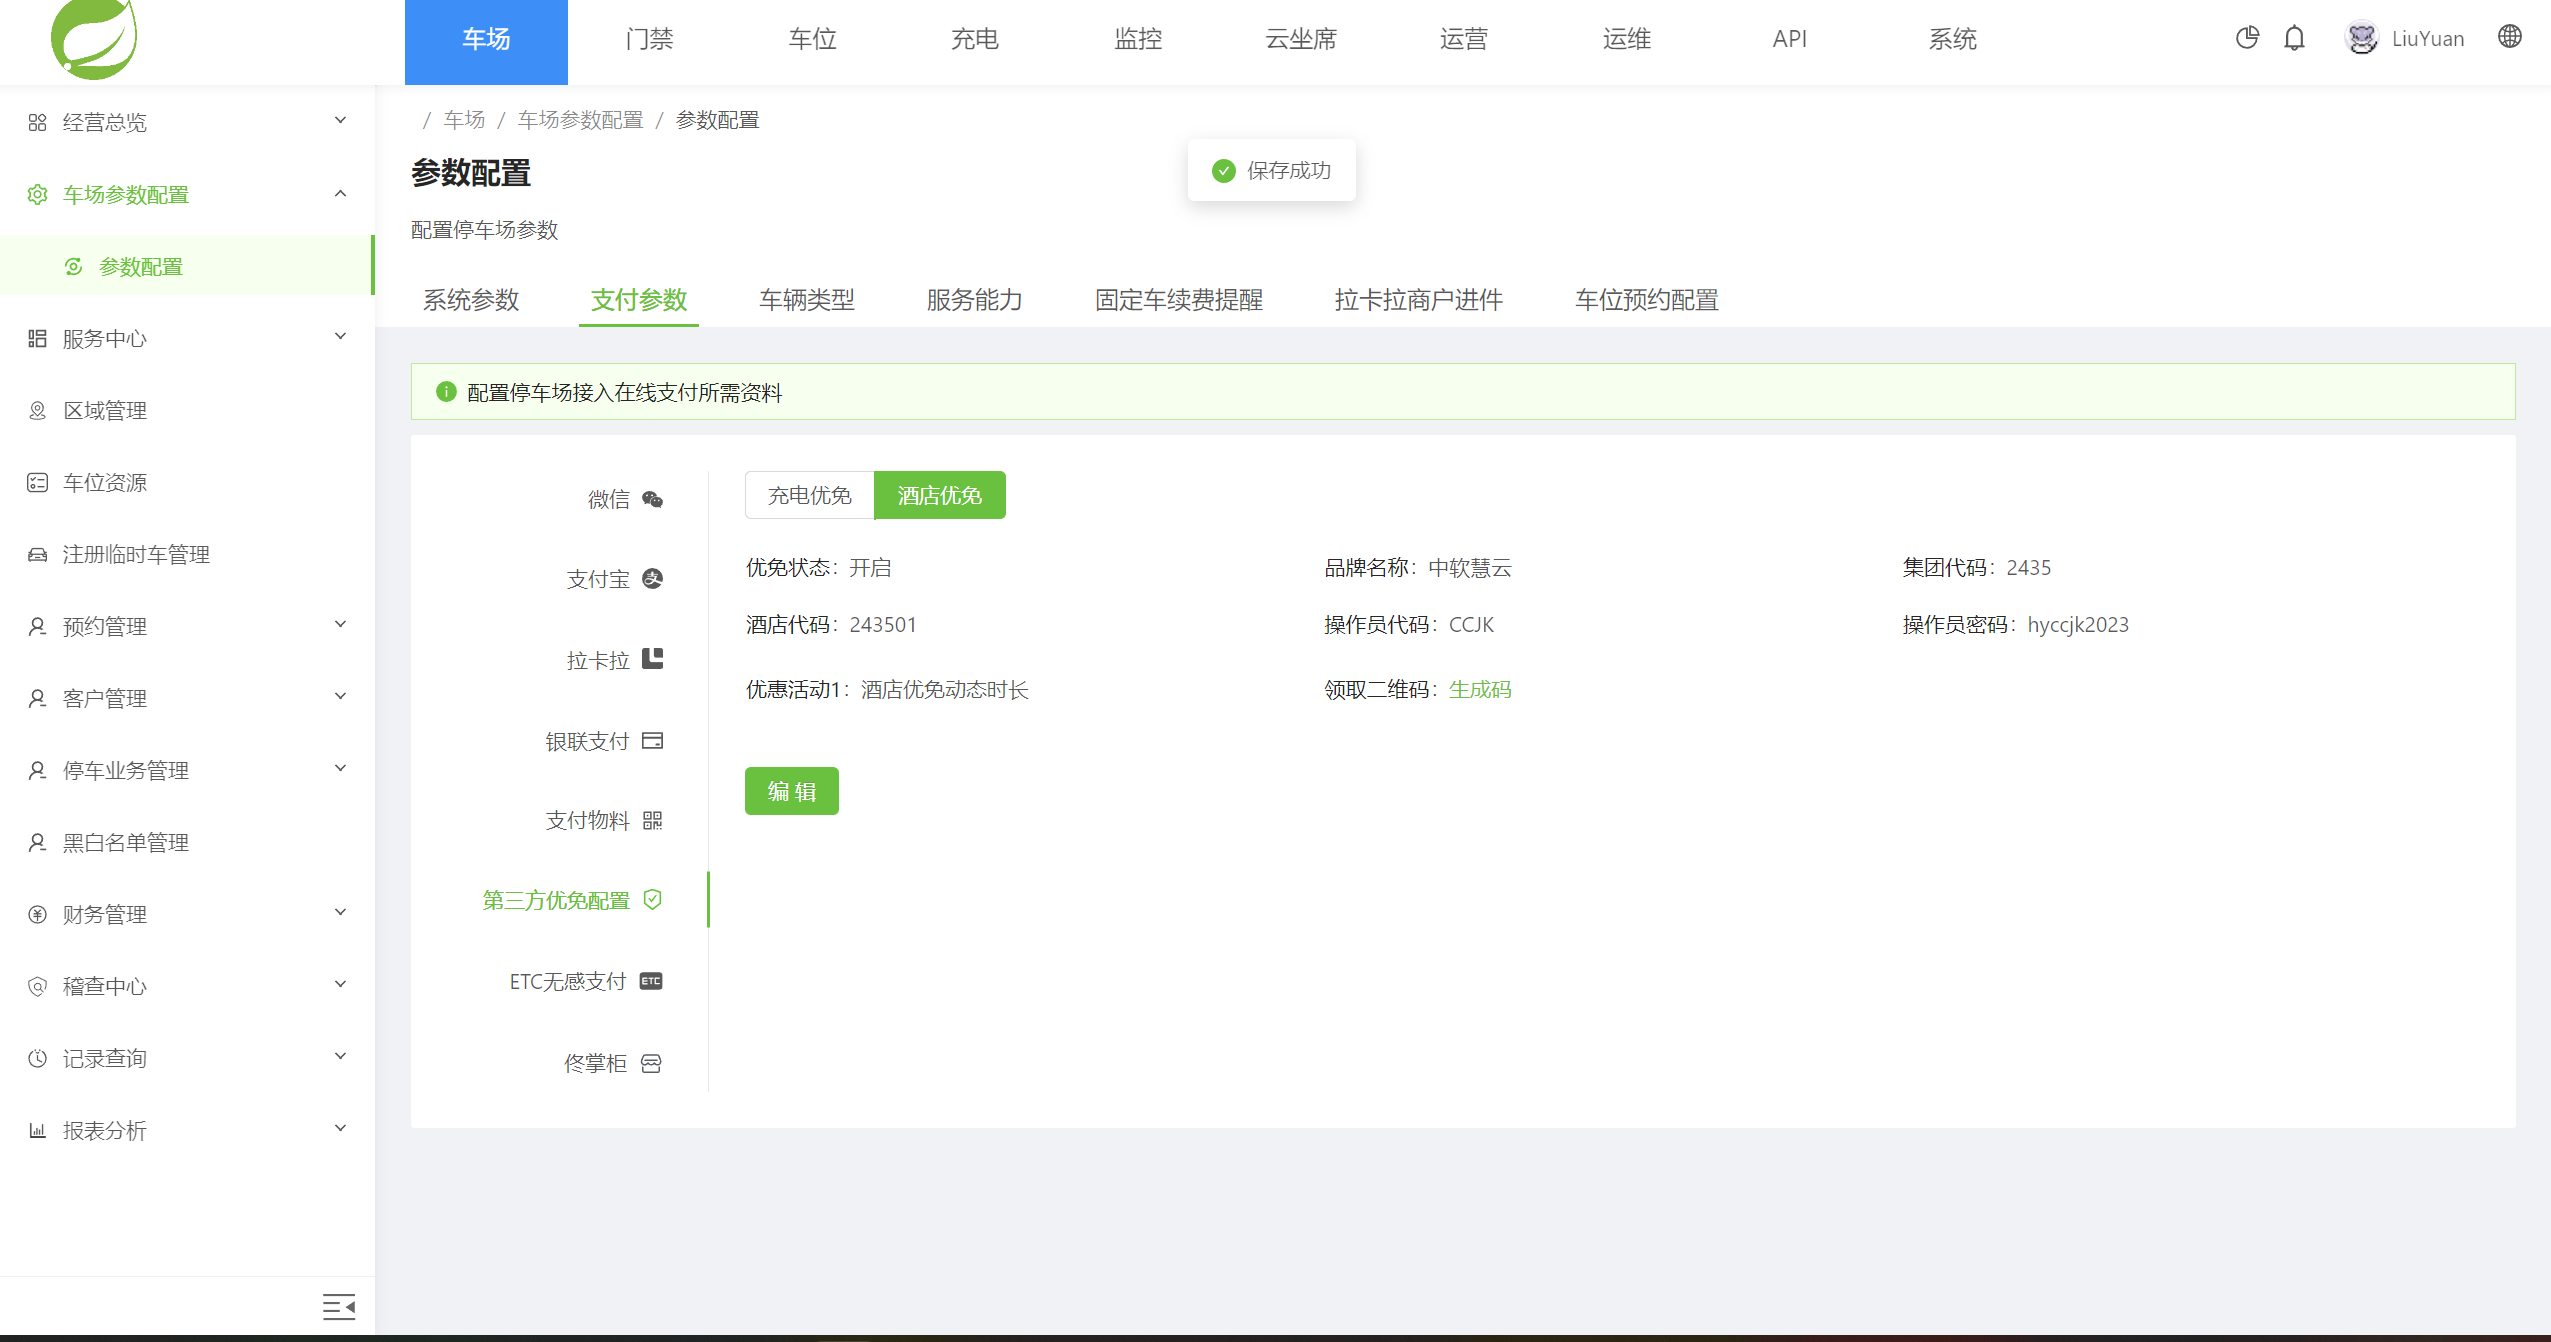 车场 门禁 车位 充电 监控 云坐席 运营 运维 API 系统 LiuYuan
经营总览
车场参数配置
参数配置
服务中心
区域管理
车位资源
注册临时车管理
预约管理
客户管理
停车业务管理
黑白名单管理
财务管理
稽查中心
记录查询
报表分析
/ 车场 / 车场参数配置 / 参数配置
参数配置
保存成功
配置停车场参数
系统参数 支付参数 车辆类型 服务能力 固定车续费提醒 拉卡拉商户进件 车位预约配置
配置停车场接入在线支付所需资料
微信
支付宝
拉卡拉
银联支付
支付物料
第三方优免配置
ETC无感支付 ETC
佟掌柜
充电优免 酒店优免
优免状态：开启 品牌名称：中软慧云 集团代码：2435
酒店代码：243501 操作员代码：CCJK 操作员密码：hyccjk2023
优惠活动1：酒店优免动态时长 领取二维码：生成码
编辑